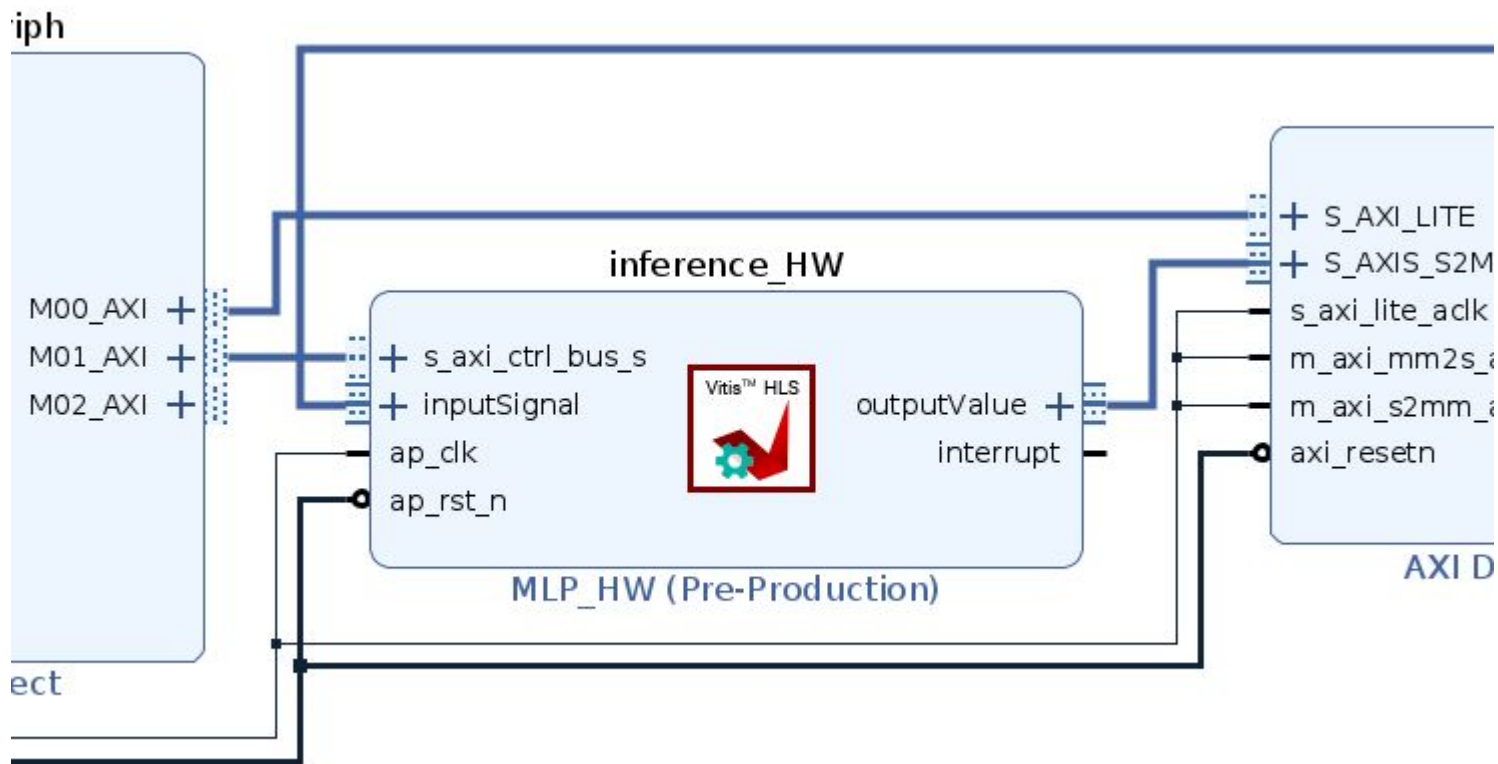 iph
M00_AXI
M01_AXI
M02_AXI
ect
inference_HW
s_axi_ctrl_bus_s
inputSignal
ap_clk
ap_rst_n
Vitis™ HLS
outputValue
interrupt
MLP_HW (Pre-Production)
S_AXI_LITE
S_AXIS_S2M
s_axi_lite_aclk
m_axi_mm2s_a
m_axi_s2mm_a
axi_resetn
AXI D